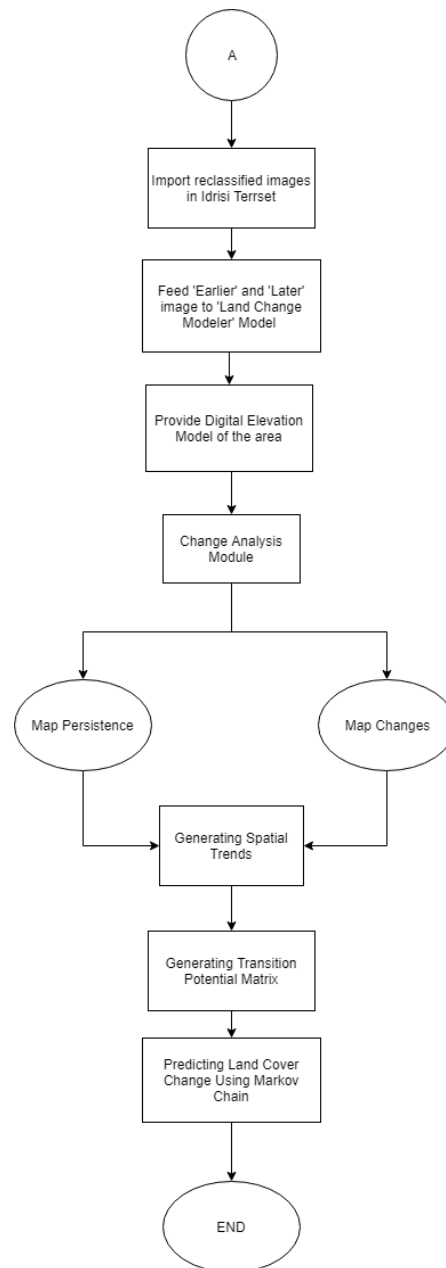 A
Import reclassified images
in Idrisi Terrset
Feed 'Earlier' and 'Later'
image to 'Land Change
Modeler' Model
Provide Digital Elevation
Model of the area
Change Analysis
Module
Map Persistence
Map Changes
Generating Spatial
Trends
Generating Transition
Potential Matrix
Predicting Land Cover
Change Using Markov
Chain
END